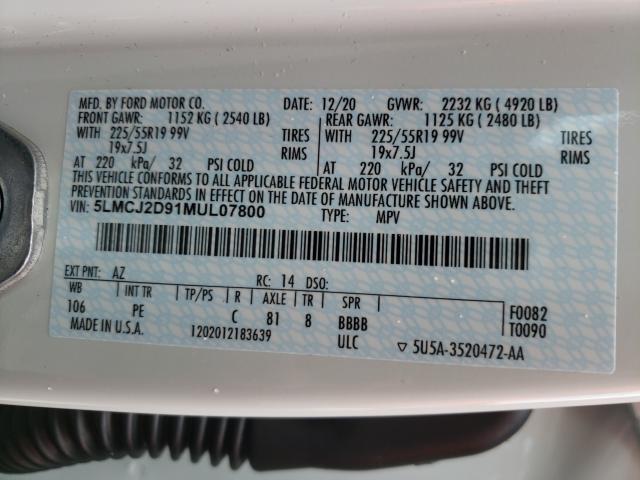 MFD. BY FORD MOTOR CO. DATE: 12/20 GVWR: 2232 KG ( 4920 LB)
FRONT GAWR: 1152 KG ( 2540 LB) REAR GAWR: 1125 KG ( 2480 LB)
WITH 225/55R19 99V TIRES WITH 225/55R19 99V TIRES
19x7.5J RIMS 19x7.5J RIMS
AT 220 kPa/ 32 PSI COLD AT 220 kPa/ 32 PSI COLD
THIS VEHICLE CONFORMS TO ALL APPLICABLE FEDERAL MOTOR VEHICLE SAFETY AND THEFT
PREVENTION STANDARDS IN EFFECT ON THE DATE OF MANUFACTURE SHOWN ABOVE.
VIN: 5LMCJ2D91MUL07800 TYPE: MPV
EXT PNT: AZ RC: 14 DSO:
WB INT TR TP/PS R AXLE TR SPR F0082
106 PE C 81 8 BBBB T0090
MADE IN U.S.A. 1202012183639 ULC ▽ 5U5A-3520472-AA